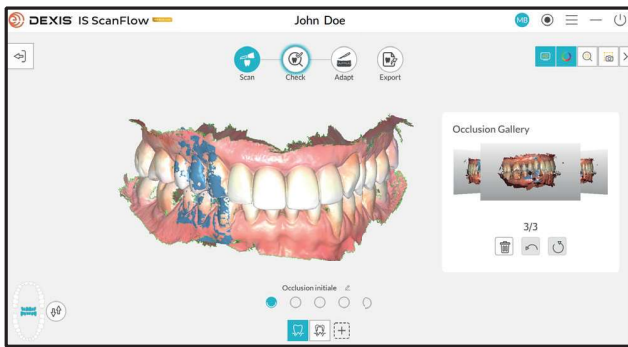 DEXIS IS ScanFlow
John Doe
MB
Scan
Check
Adapt
Export
Occlusion Gallery
3/3
Occlusion initiale